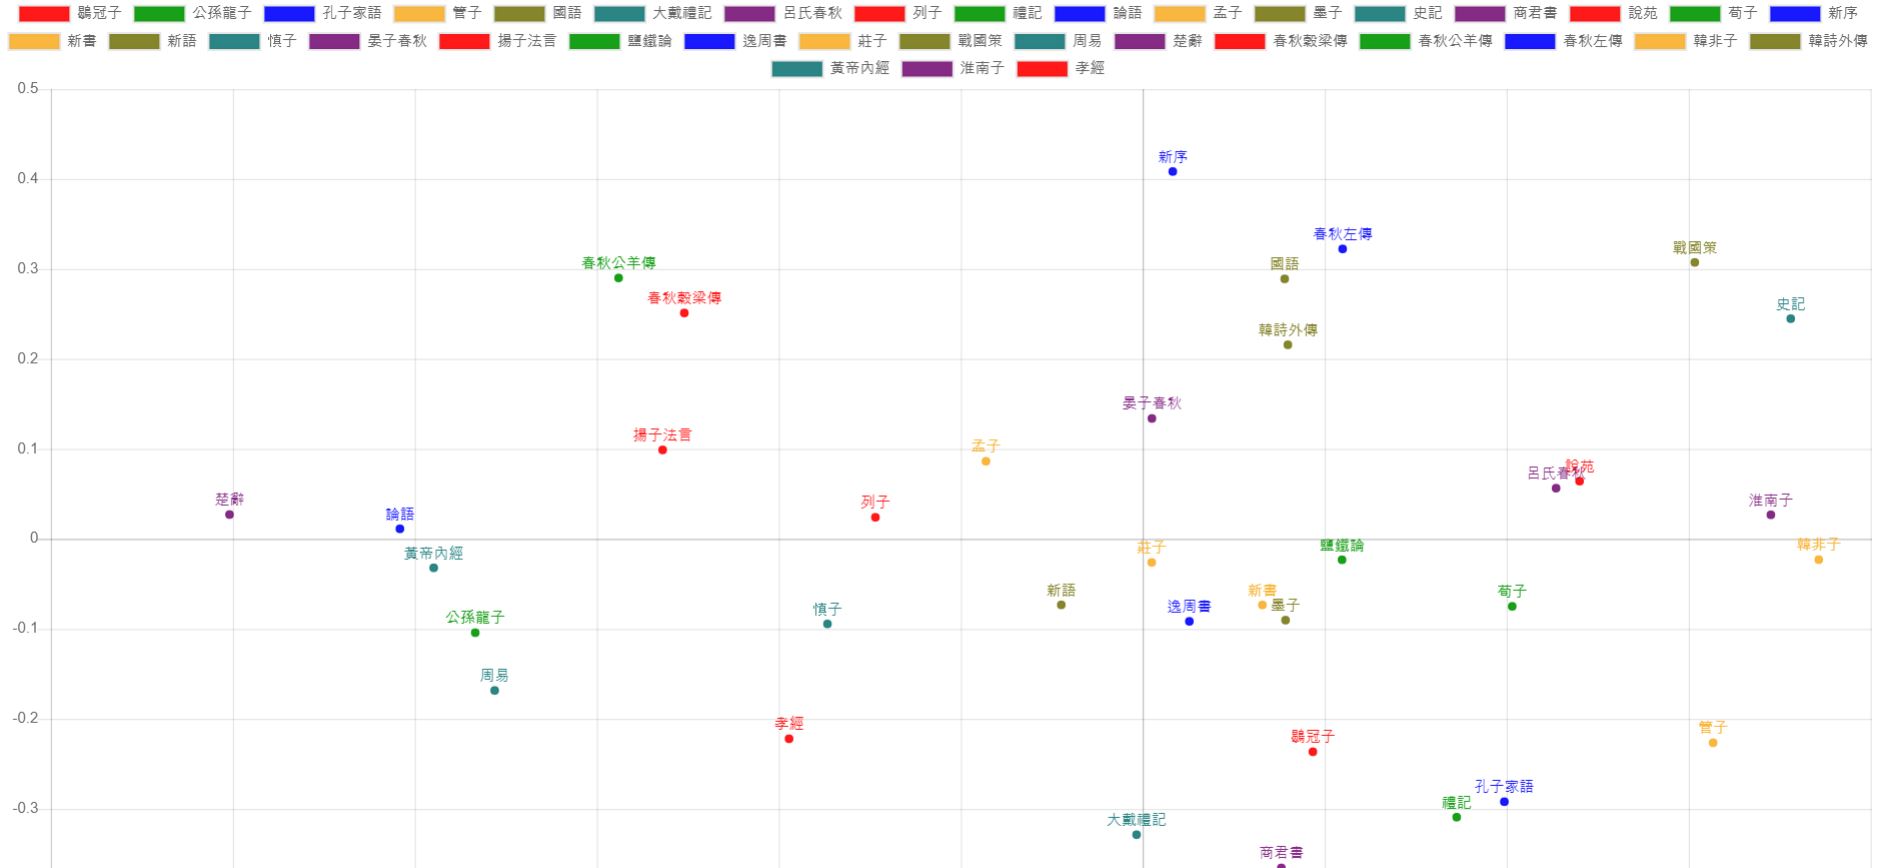 鶡冠子 公孫龍子 孔子家語 管子 國語 大戴禮記 呂氏春秋 列子 禮記 論語 孟子 墨子 史記 商君書 說苑 荀子 新序
新書 新語 慎子 晏子春秋 揚子法言 鹽鐵論 逸周書 莊子 戰國策 周易 楚辭 春秋穀梁傳 春秋公羊傳 春秋左傳 韓非子 韓詩外傳
黃帝內經 淮南子 孝經
0.5
新序
0.4
春秋左傳
戰國策
春秋公羊傳
國語
0.3
春秋穀梁傳
史記
韓詩外傳
0.2
晏子春秋
揚子法言
孟子
0.1
呂氏春秋 說苑
楚辭
列子
淮南子
論語
0
黃帝內經
莊子
鹽鐵論
韓非子
新語
新書
荀子
慎子
逸周書
墨子
公孫龍子
-0.1
周易
孝經
-0.2
管子
鶡冠子
孔子家語
禮記
-0.3
大戴禮記
商君書